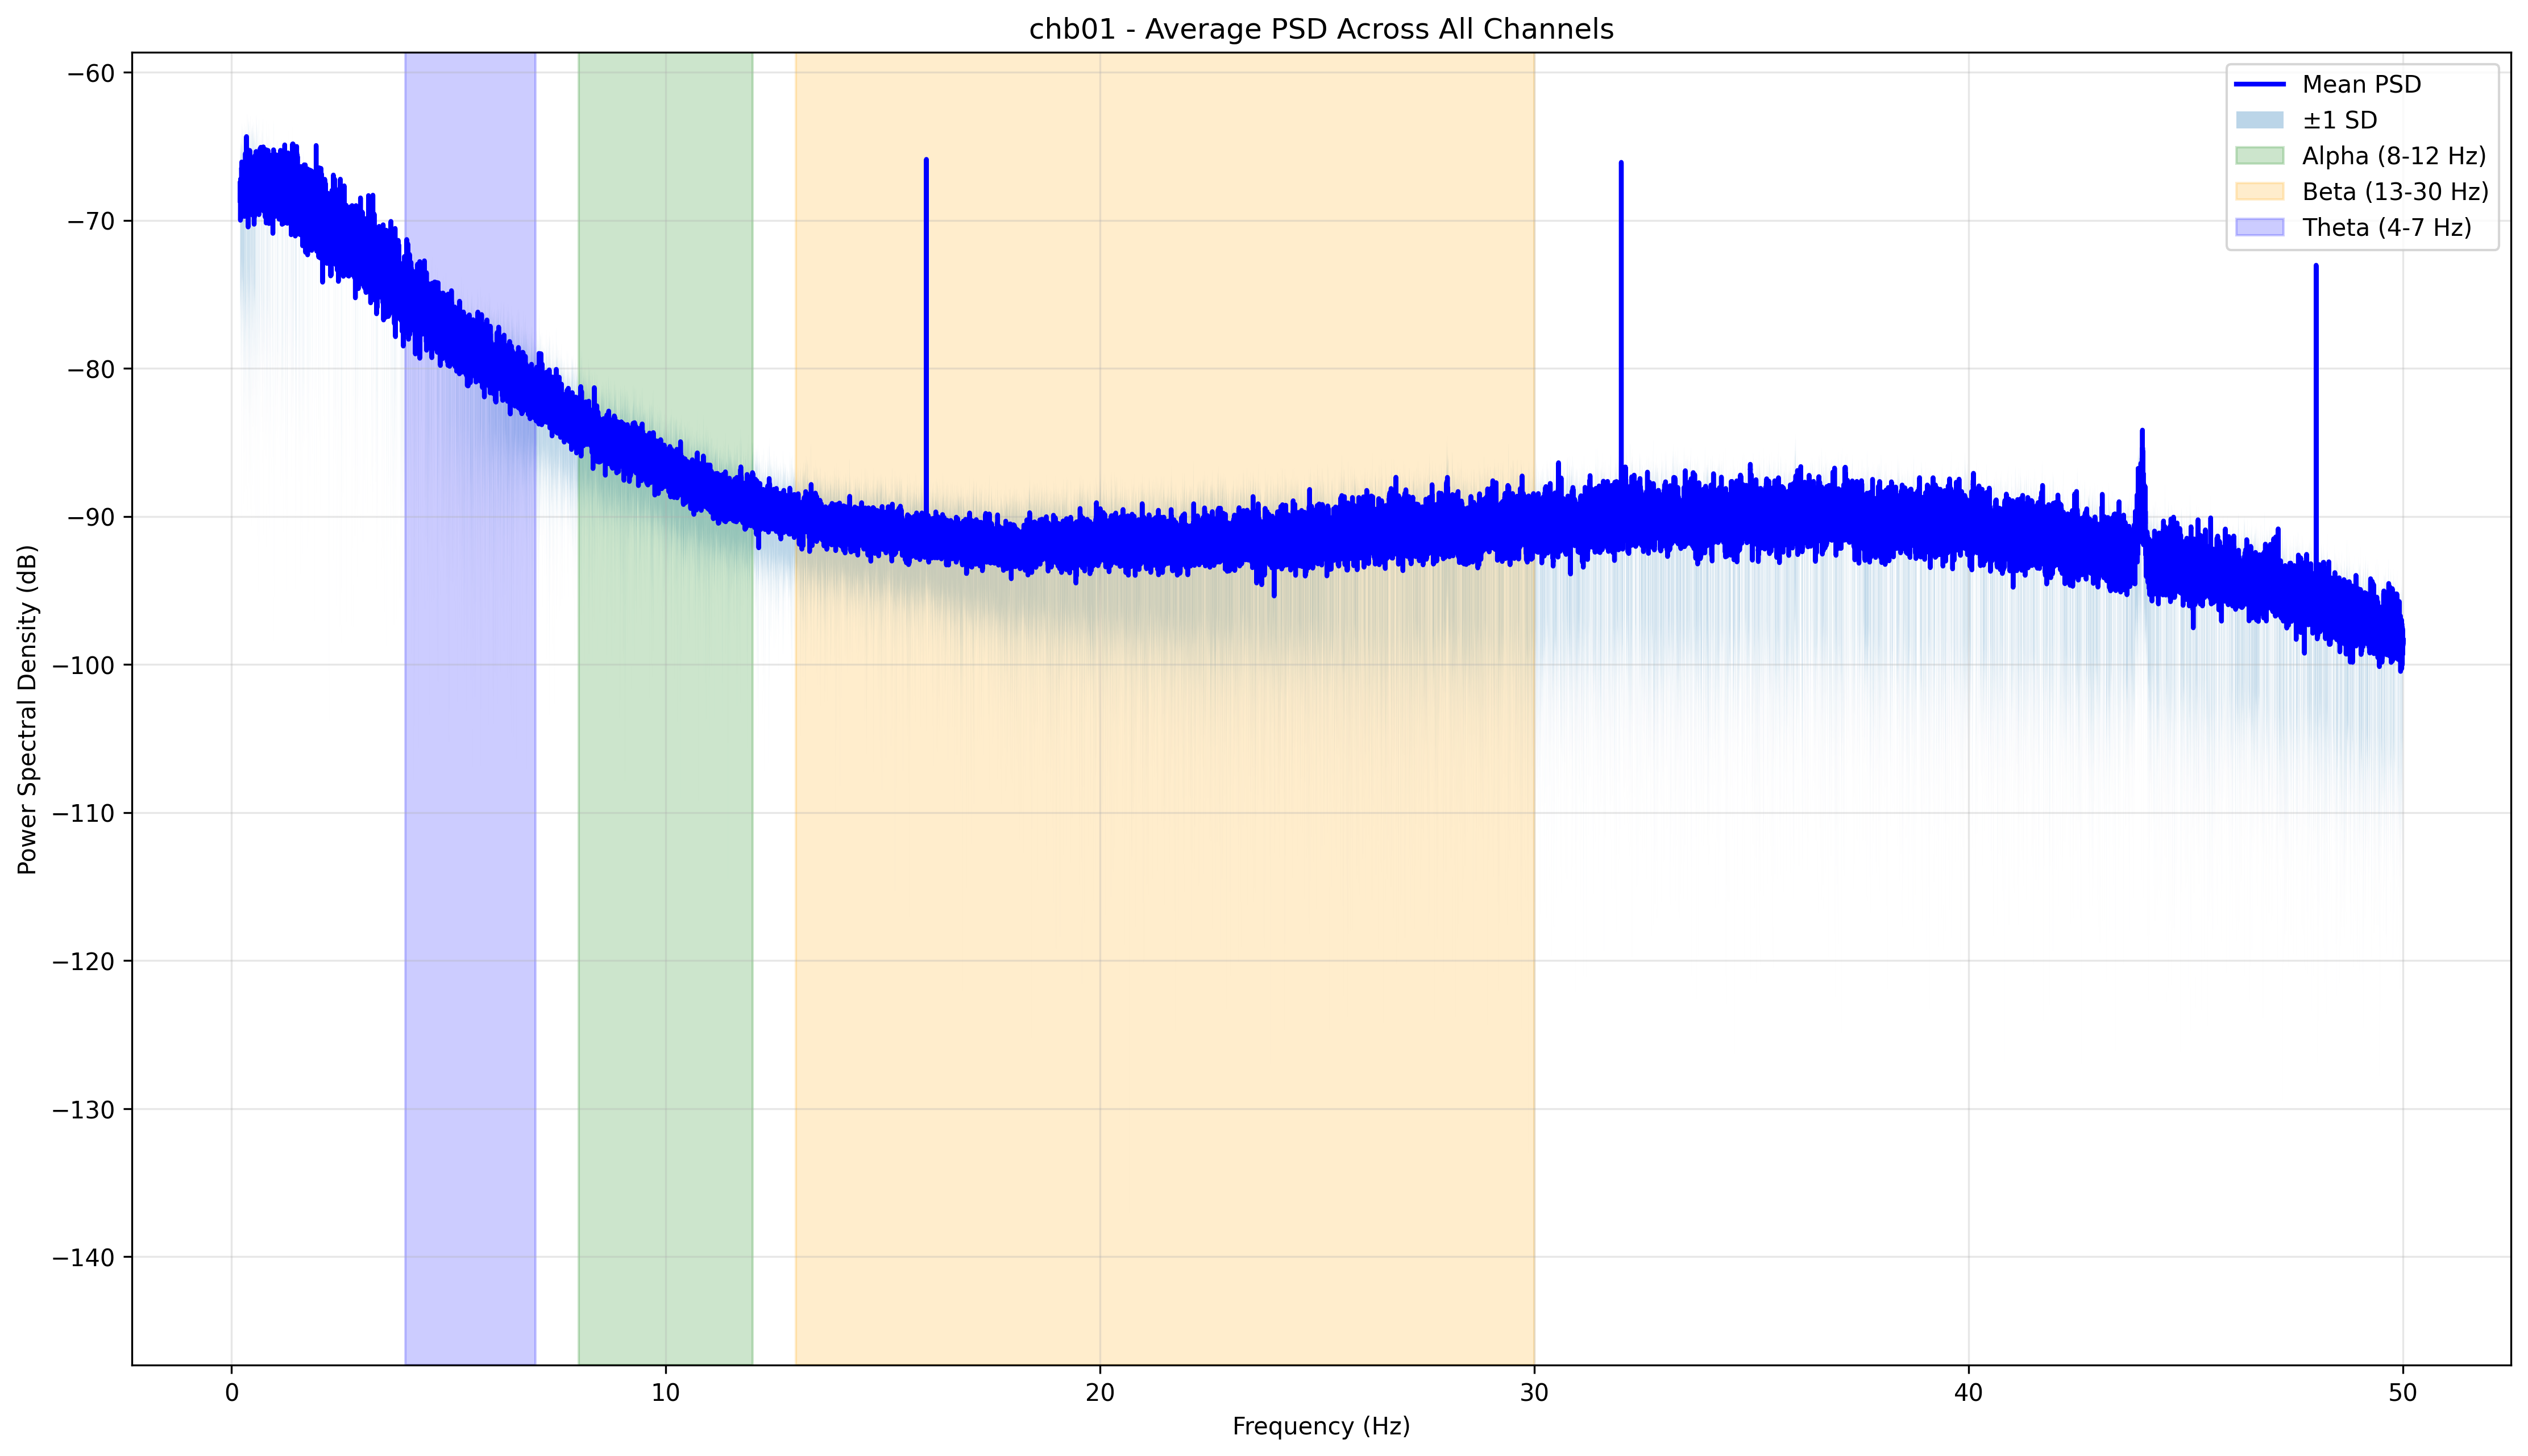 chb01 - Average PSD Across All Channels
Power Spectral Density (dB)
−60
−70
−80
−90
−100
−110
−120
−130
−140
Mean PSD
±1 SD
Alpha (8-12 Hz)
Beta (13-30 Hz)
Theta (4-7 Hz)
0
10
20
30
40
50
Frequency (Hz)